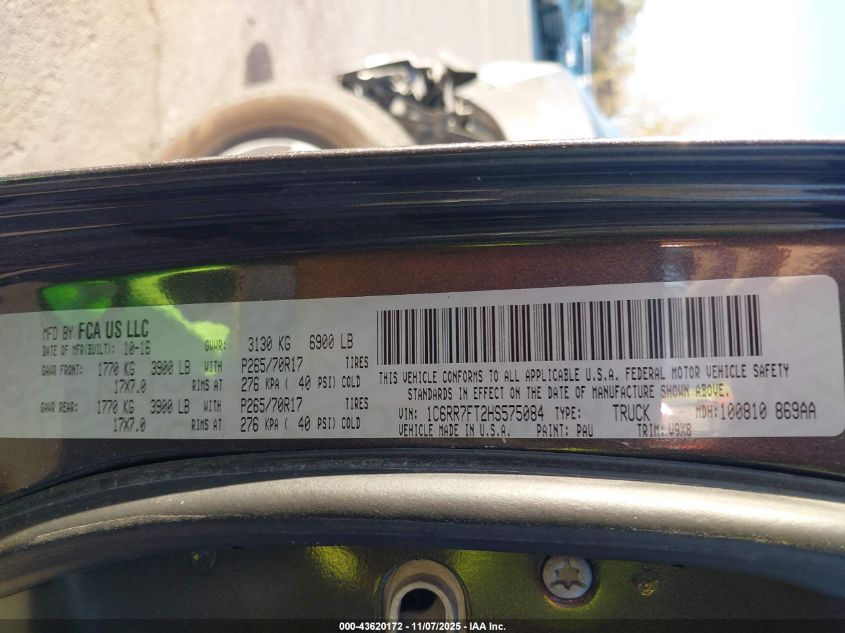 MFD BY FCA US LLC
DATE OF MFR(BUILT): 10-16 GVWR: 3130 KG 6900 LB
GAWR FRONT: 1770 KG 3900 LB WITH P265/70R17 TIRES
17X7.0 RIMS AT 276 KPA ( 40 PSI) COLD
GAWR REAR: 1770 KG 3900 LB WITH P265/70R17 TIRES
17X7.0 RIMS AT 276 KPA ( 40 PSI) COLD
THIS VEHICLE CONFORMS TO ALL APPLICABLE U.S.A. FEDERAL MOTOR VEHICLE SAFETY
STANDARDS IN EFFECT ON THE DATE OF MANUFACTURE SHOWN ABOVE.
VIN: 1C6RR7FT2HS575084 TYPE: TRUCK MDH:100810 869AA
VEHICLE MADE IN U.S.A. PAINT: PAU TRIM: V9X8
000-43620172 — 11/07/2025 — IAA Inc.